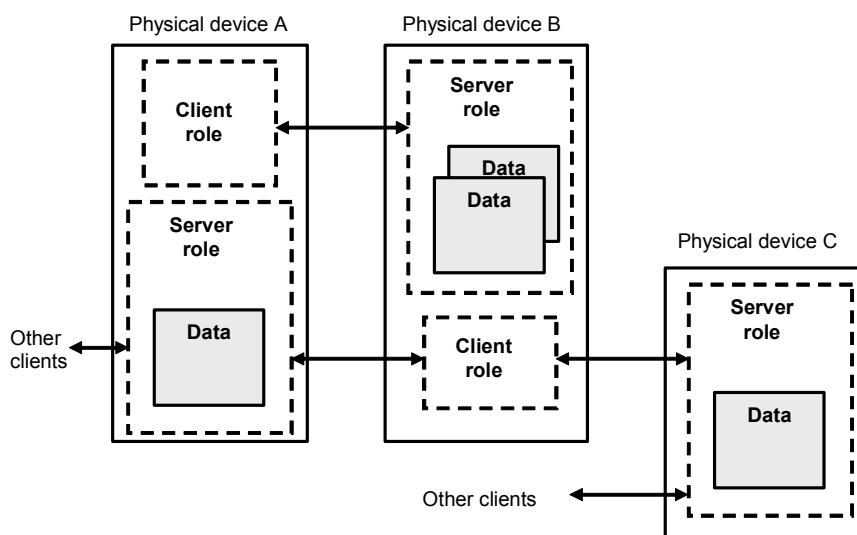 Physical device A
Client
role
Server
role
Data
Other
clients
Physical device B
Server
role
Data
Data
Client
role
Physical device C
Server
role
Data
Other clients